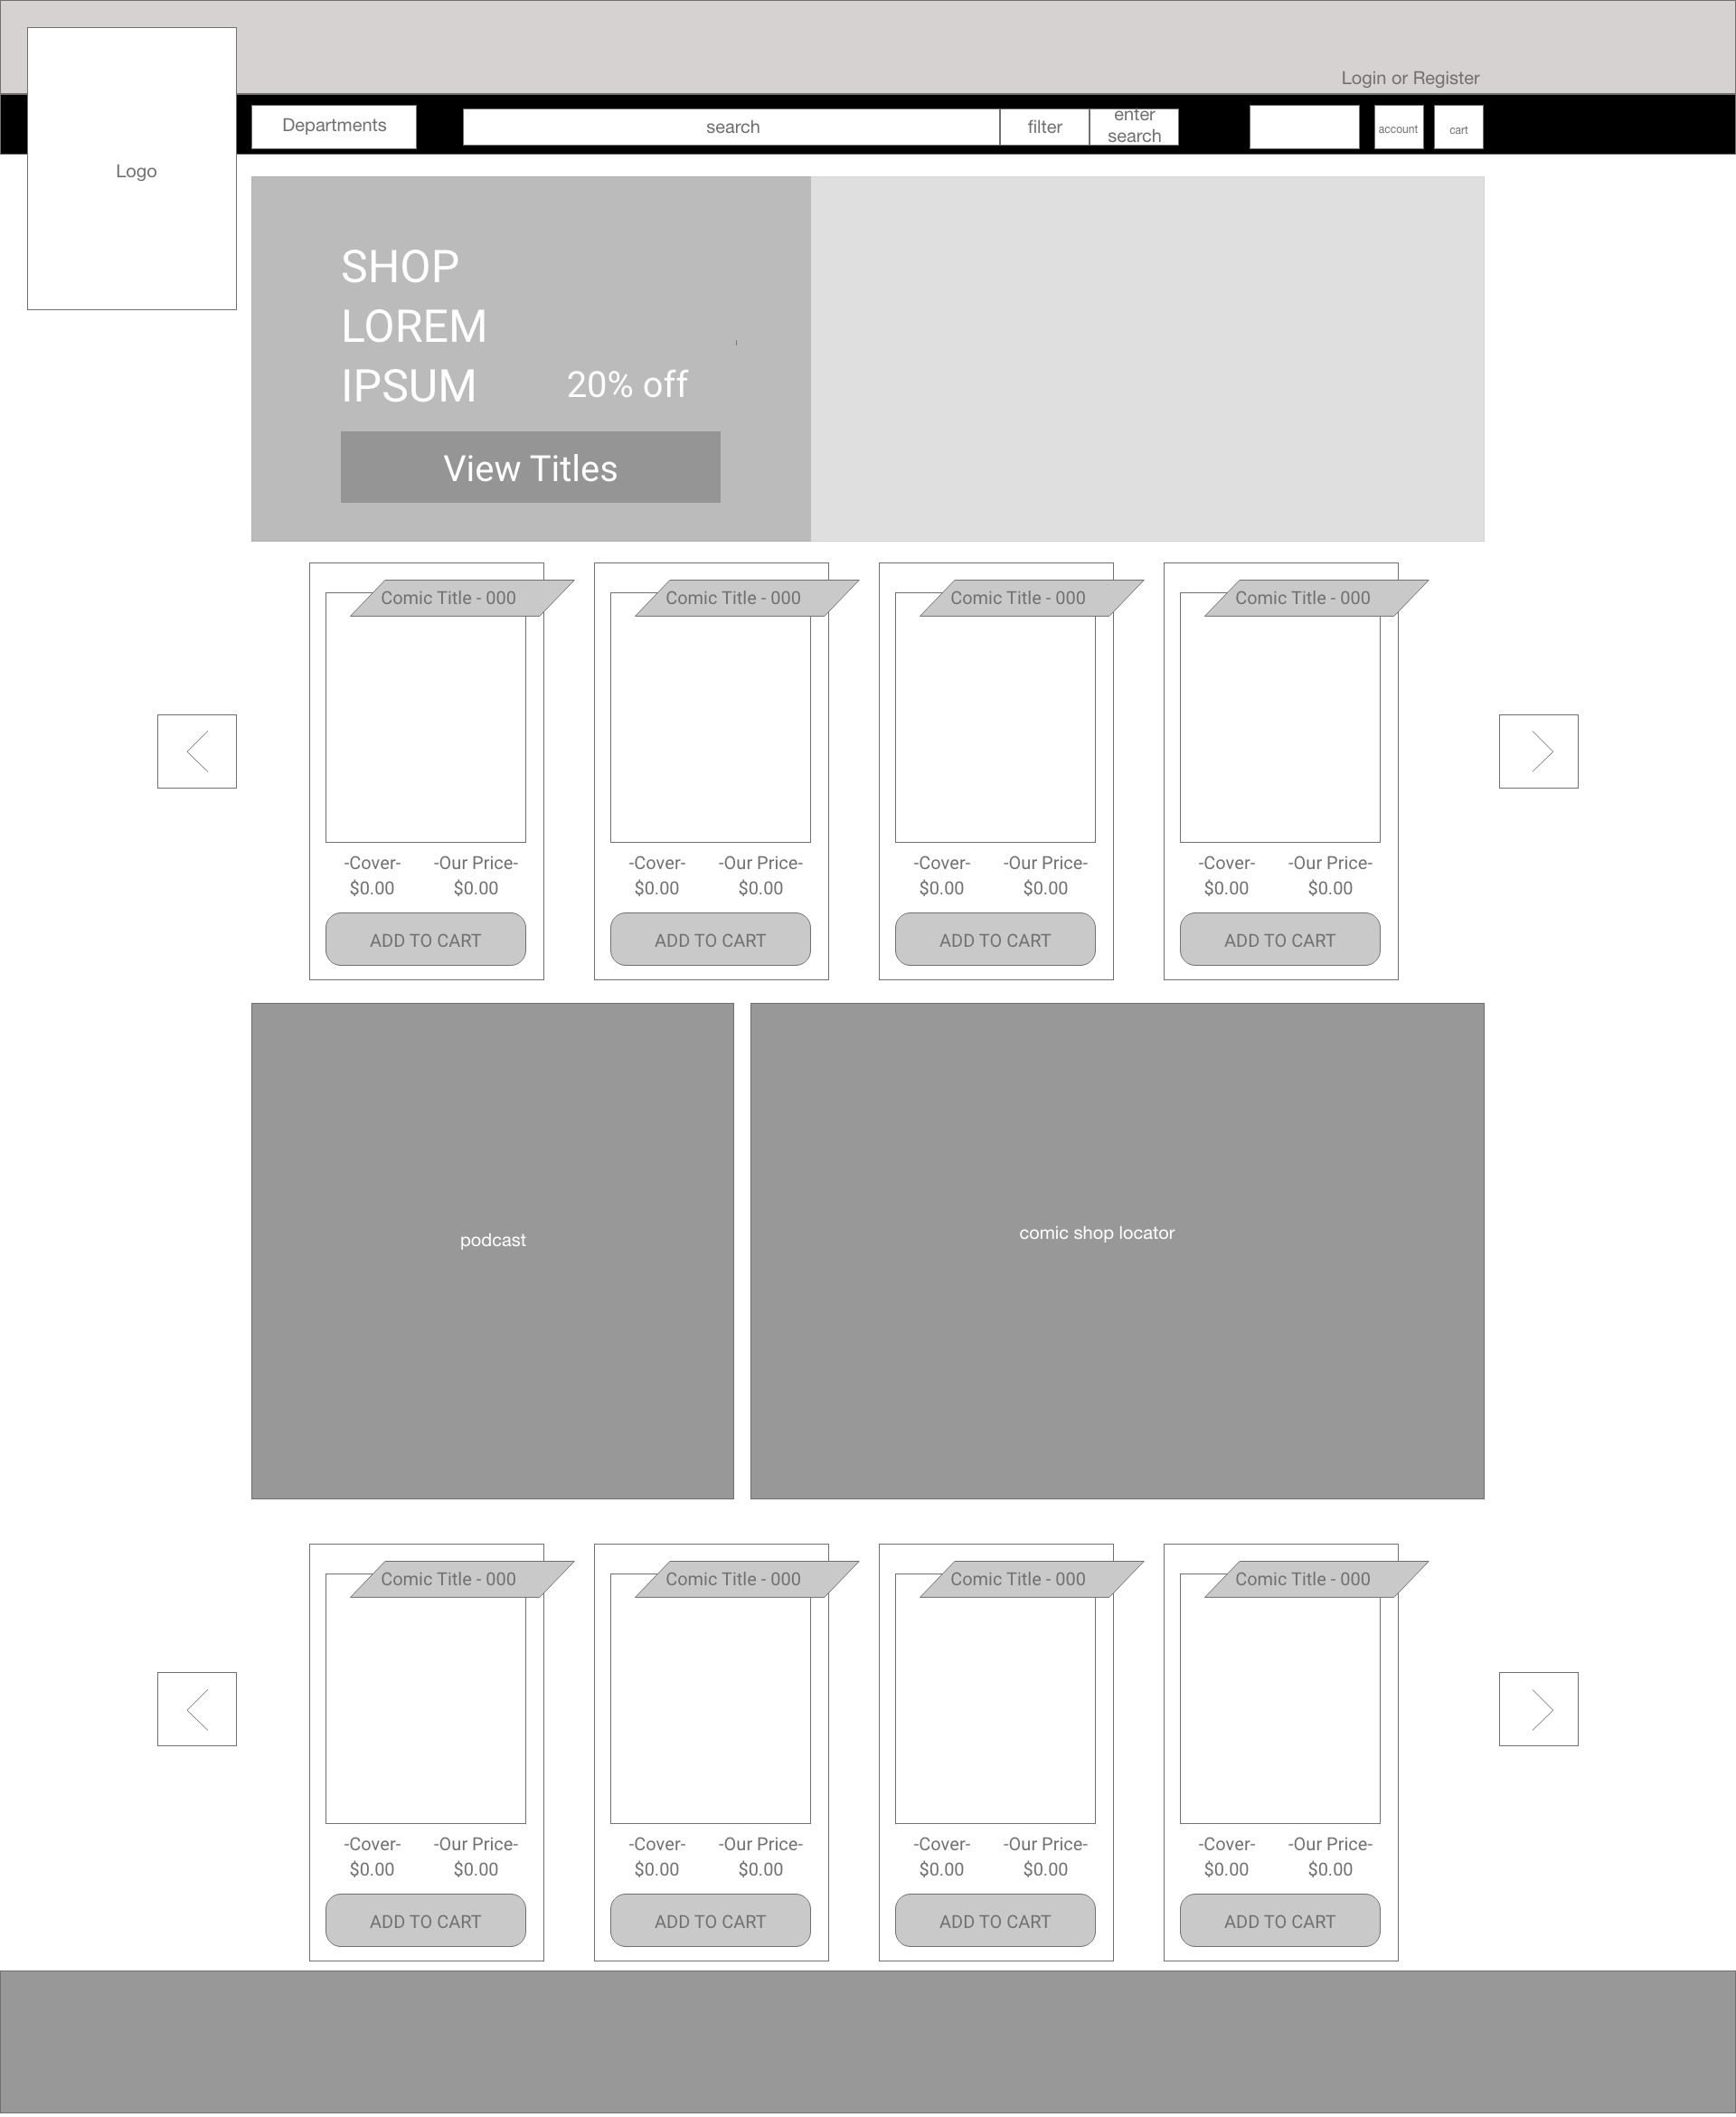 Login or Register
Departments
search
filter
enter
search
account
cart
Logo
SHOP
LOREM
IPSUM
20% off
View Titles
Comic Title - 000
Comic Title - 000
Comic Title - 000
Comic Title - 000
-Cover- -Our Price-
$0.00 $0.00
-Cover- -Our Price-
$0.00 $0.00
-Cover- -Our Price-
$0.00 $0.00
-Cover- -Our Price-
$0.00 $0.00
ADD TO CART
ADD TO CART
ADD TO CART
ADD TO CART
podcast
comic shop locator
Comic Title - 000
Comic Title - 000
Comic Title - 000
Comic Title - 000
-Cover- -Our Price-
$0.00 $0.00
-Cover- -Our Price-
$0.00 $0.00
-Cover- -Our Price-
$0.00 $0.00
-Cover- -Our Price-
$0.00 $0.00
ADD TO CART
ADD TO CART
ADD TO CART
ADD TO CART